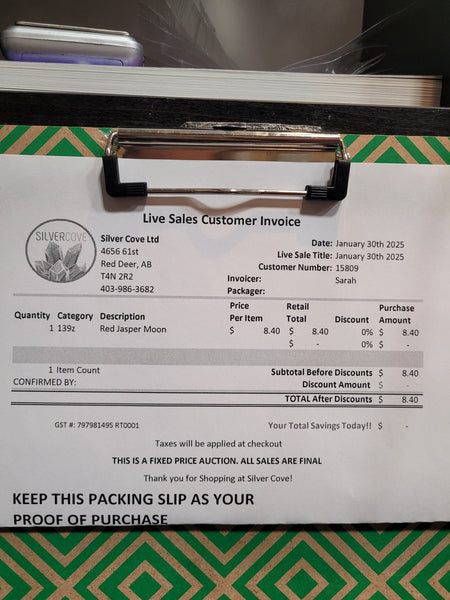 Live Sales Customer Invoice
SILVERCOVE
Silver Cove Ltd
4656 61st
Red Deer, AB
T4N 2R2
403-986-3682
Date: January 30th 2025
Live Sale Title: January 30th 2025
Customer Number: 15809
Invoicer: Sarah
Packager:
Quantity Category Description Price Per Item Retail Total Discount Purchase Amount
1 139z Red Jasper Moon $ 8.40 $ 8.40 0% $ 8.40
$ - 0% $ -
1 Item Count Subtotal Before Discounts $ 8.40
CONFIRMED BY: Discount Amount $ -
TOTAL After Discounts $ 8.40
GST #: 797981495 RT0001 Your Total Savings Today!! $ -
Taxes will be applied at checkout
THIS IS A FIXED PRICE AUCTION. ALL SALES ARE FINAL
Thank you for Shopping at Silver Cove!
KEEP THIS PACKING SLIP AS YOUR
PROOF OF PURCHASE